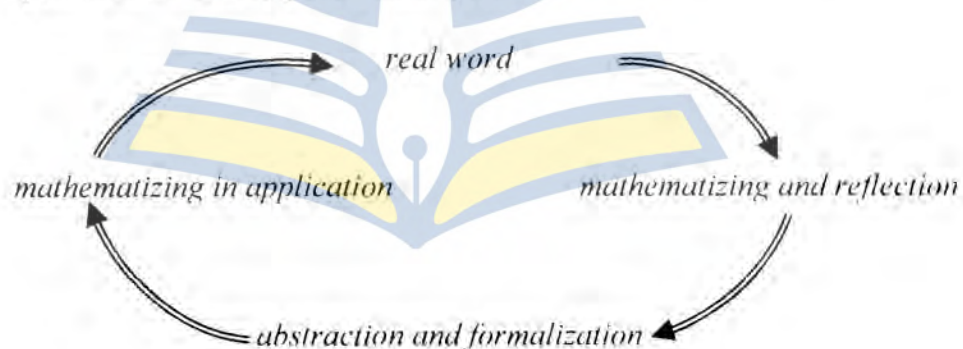 real word
mathematizing in application
mathematizing and reflection
abstraction and formalization